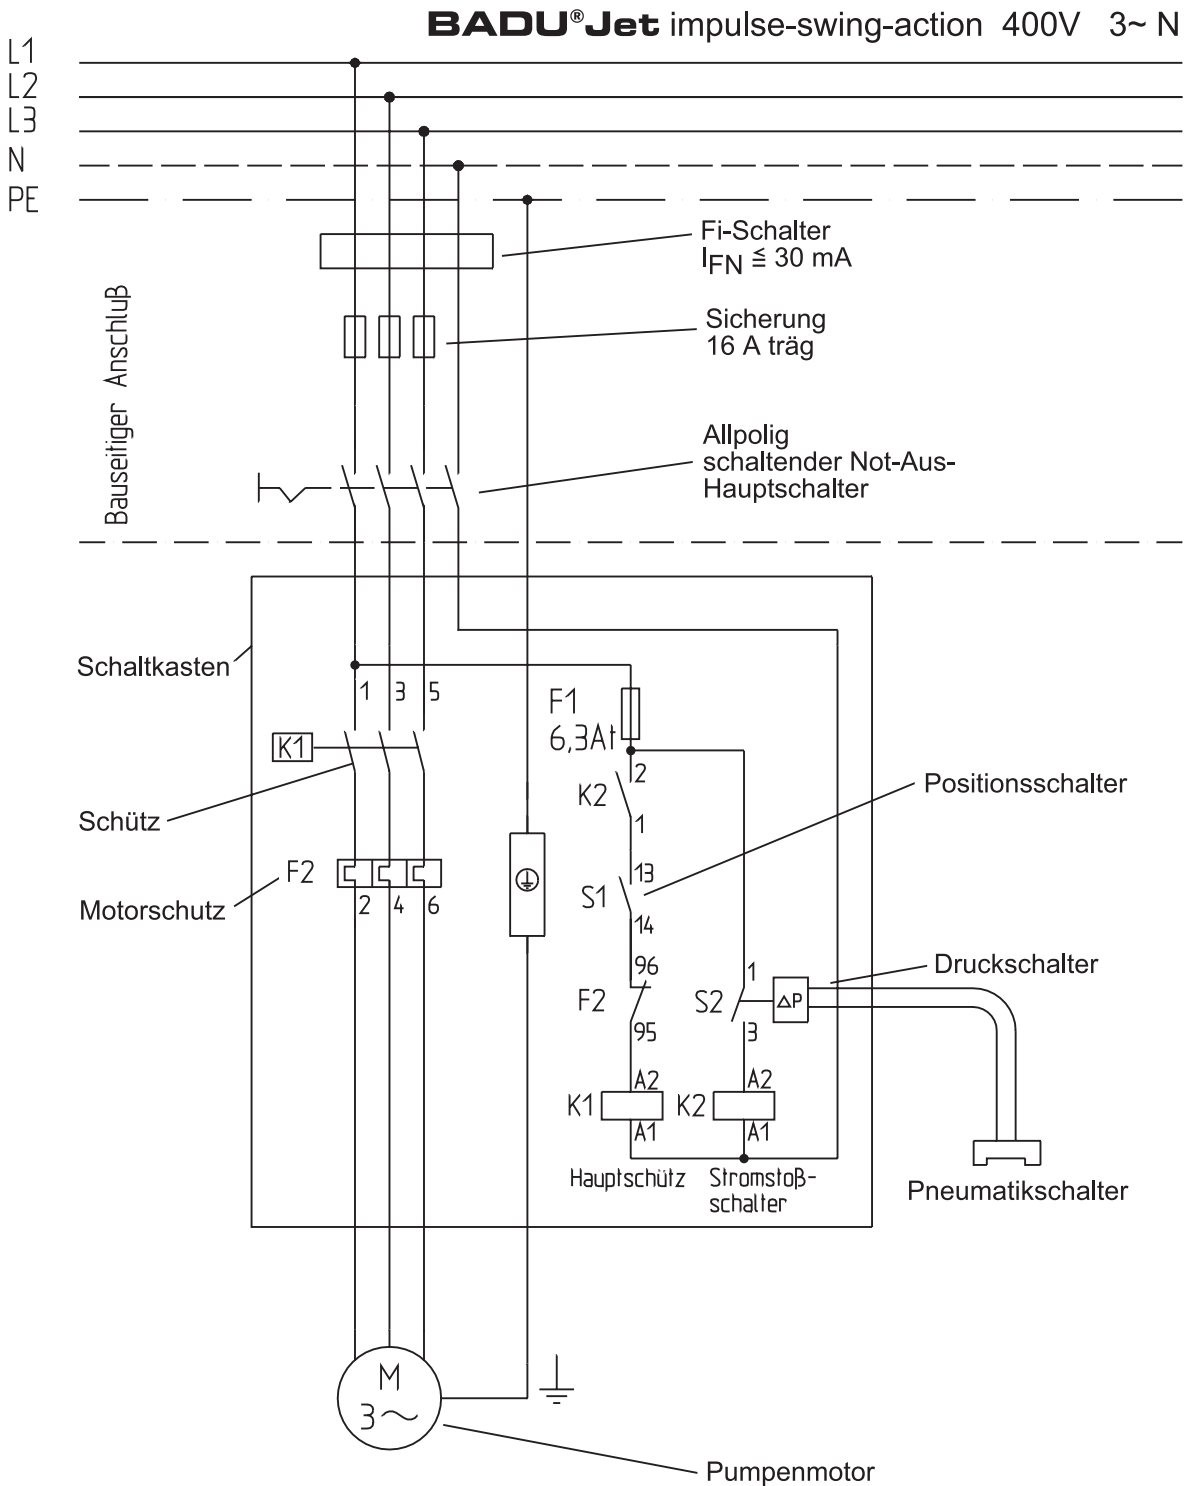 BADU®Jet impulse-swing-action 400V 3~ N
L1
L2
L3
N
PE
Fi-Schalter
IFN ≦ 30 mA
Bauseitiger Anschluß
Sicherung
16 A träg
Allpolig
schaltender Not-Aus-
Hauptschalter
Schaltkasten
1 3 5
F1
6,3At
K1
2
K2
1
Positionsschalter
Schütz
F2
13
S1
14
2 4 6
Motorschutz
96
F2
95
1
S2
3
ΔP
Druckschalter
A2
K1
A1
A2
K2
A1
Hauptschütz
Stromstoß-
schalter
Pneumatikschalter
M
3~
Pumpenmotor